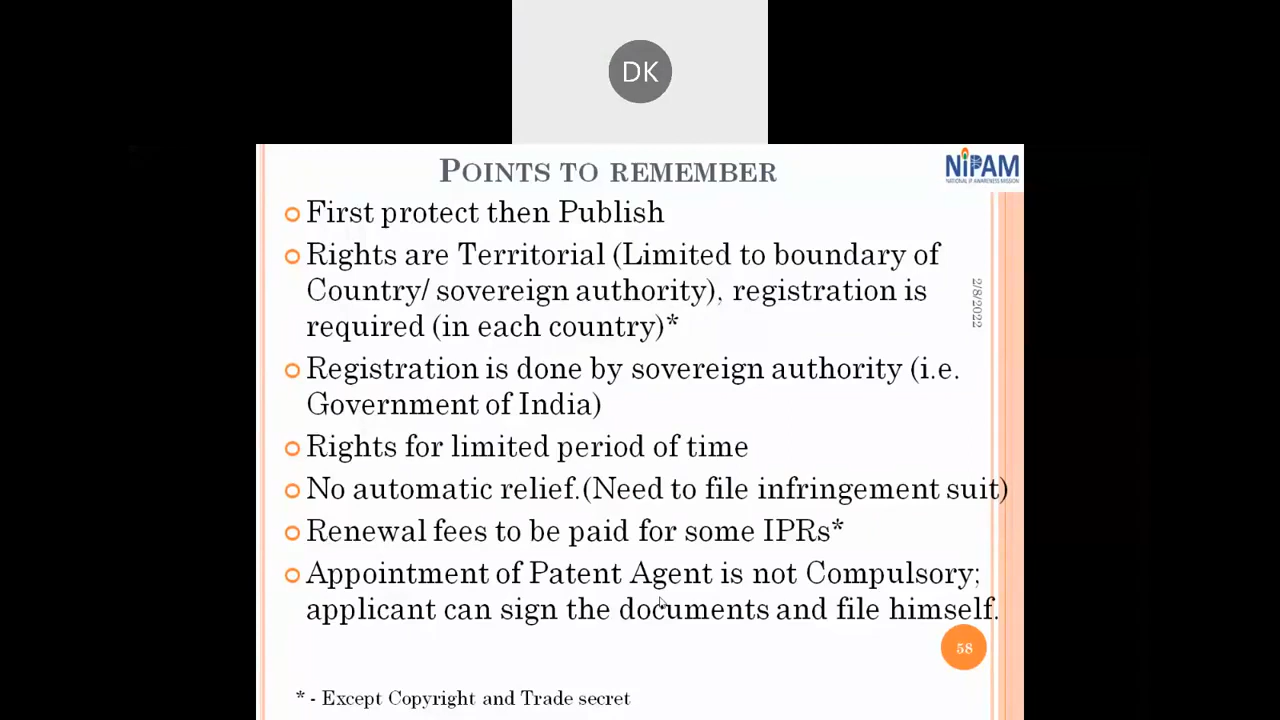 DK
POINTS TO REMEMBER
NIPAM
NATIONAL IP AWARENESS MISSION
First protect then Publish
Rights are Territorial (Limited to boundary of
Country/ sovereign authority), registration is
required (in each country)*
2/8/2022
Registration is done by sovereign authority (i.e.
Government of India)
Rights for limited period of time
No automatic relief.(Need to file infringement suit)
Renewal fees to be paid for some IPRs*
Appointment of Patent Agent is not Compulsory;
applicant can sign the documents and file himself.
58
* - Except Copyright and Trade secret